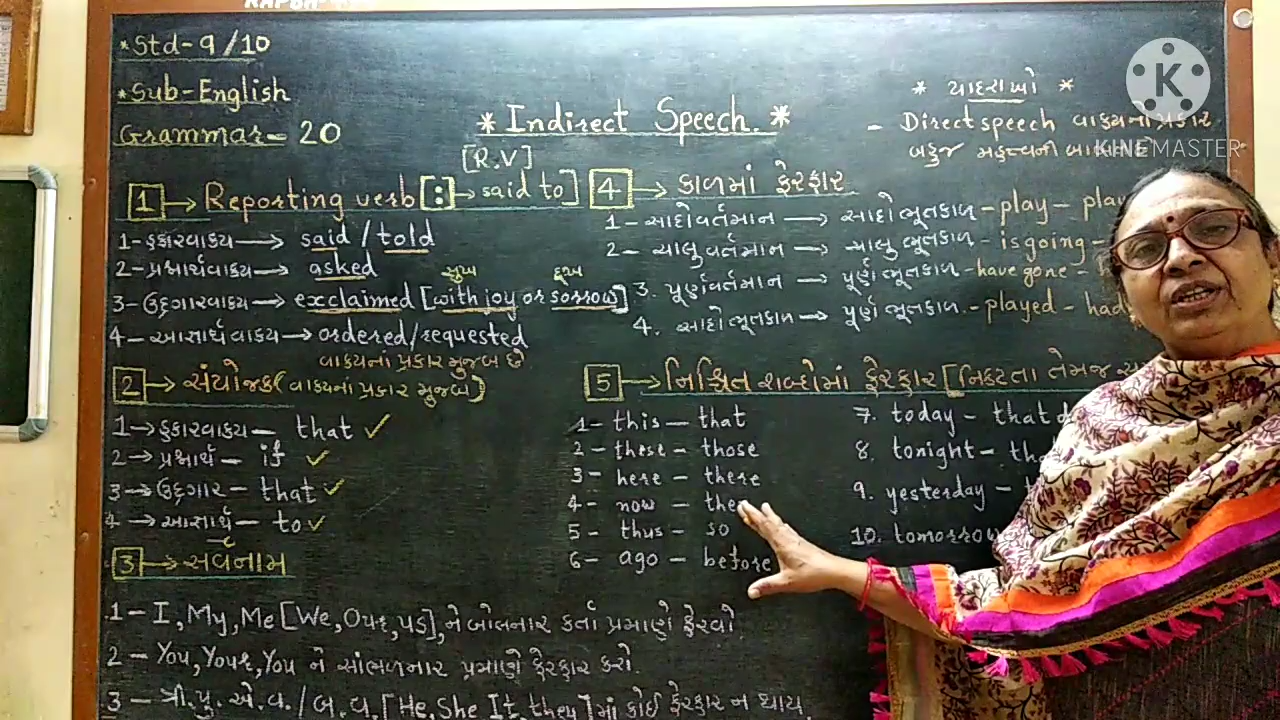 *Std-9/10
*Sub-English
Grammar-20
* Indirect Speech. *
* યાદરાખો *
- Direct speech વાક્યનો પ્રકાર
બહુજ મહત્વની બાબત છે
KINEMASTER
K
[R.V]
1 → Reporting verb [: → said to]
1-હકારવાક્ય → said / told
2-પ્રશ્નાર્થવાક્ય → asked
સુખ દુ:ખ
3-ઉદ્દગારવાક્ય → exclaimed [with joy or sorrow]
4-આજ્ઞાર્થ વાક્ય → ordered/requested
વાક્યનાં પ્રકાર મુજબ છે
2 → સંયોજક (વાક્યનાં પ્રકાર મુજબ)
1 → હકારવાક્ય - that ✓
2 → પ્રશ્નાર્થ - if ✓
3 → ઉદ્દગાર - that ✓
4 → આજ્ઞાર્થ - to ✓
3 → સર્વનામ
1 - I, My, Me [We, Our, us], ને બોલનાર કર્તા પ્રમાણે ફેરવો.
2 - You, Your, You ને સાંભળનાર પ્રમાણે ફેરફાર કરો.
3 - ત્રી.પુ. એ.વ. / બ.વ. [He, She It, they] માં કોઈ ફેરફાર ન થાય.
4 → કાળમાં ફેરફાર
1 - સાદોવર્તમાન → સાદો ભૂતકાળ - play -
2 - ચાલુવર્તમાન → ચાલુ ભૂતકાળ - is going -
3. પૂર્ણવર્તમાન → પૂર્ણ ભૂતકાળ - have gone -
4. સાદોભૂતકાળ → પૂર્ણ ભૂતકાળ. - played - had
5 → નિશ્ચિત શબ્દોમાં ફેરફાર [નિકટતા તેમજ
1 - this - that
2 - these - those
3 - here - there
4 - now - then
5 - thus - so
6 - ago - before
7. today - that
8. tonight -
9. yesterday -
10. tomorrow